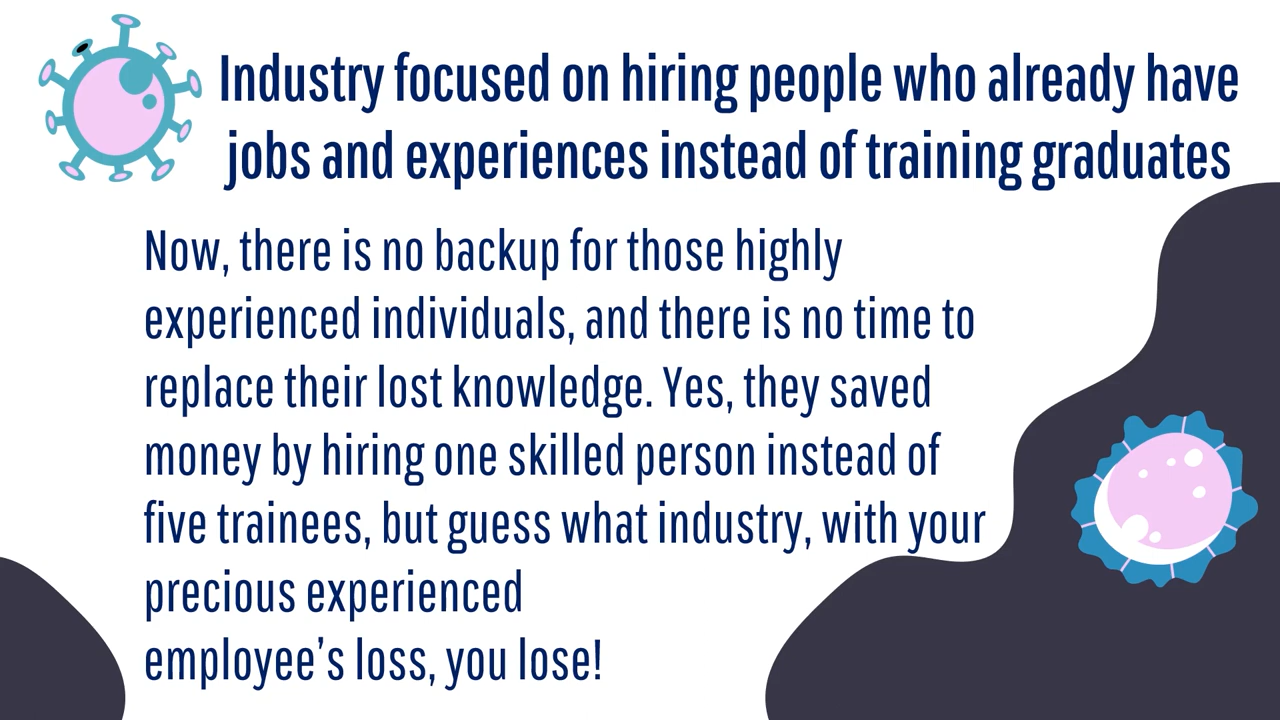 Industry focused on hiring people who already have
jobs and experiences instead of training graduates
Now, there is no backup for those highly
experienced individuals, and there is no time to
replace their lost knowledge. Yes, they saved
money by hiring one skilled person instead of
five trainees, but guess what industry, with your
precious experienced
employee’s loss, you lose!